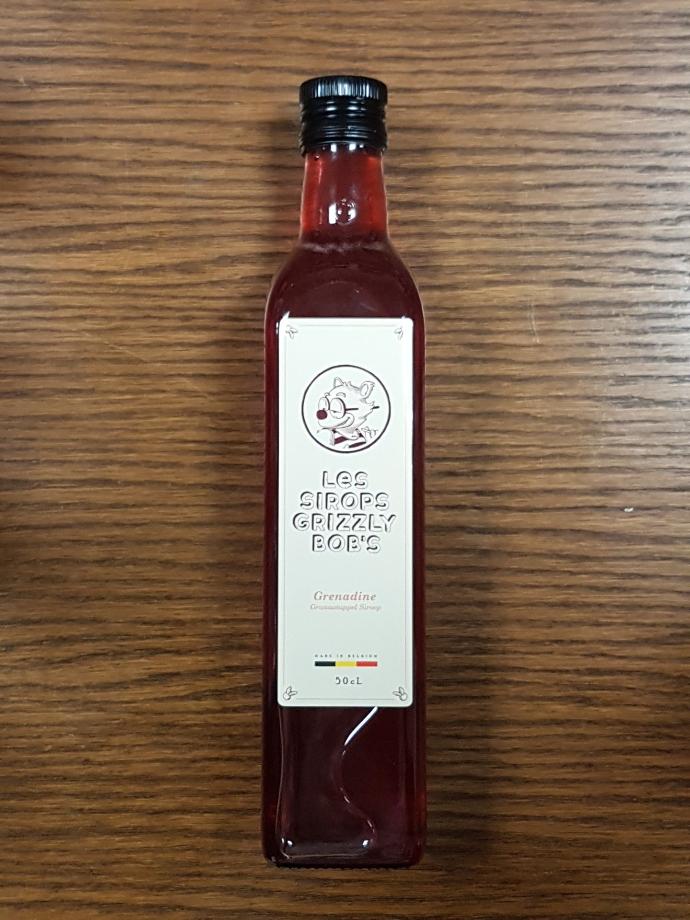 Les
SIROPS
GRIZZLY
BOB'S
Grenadine
Granaatappel Siroop
MADE IN BELGIUM
50cL